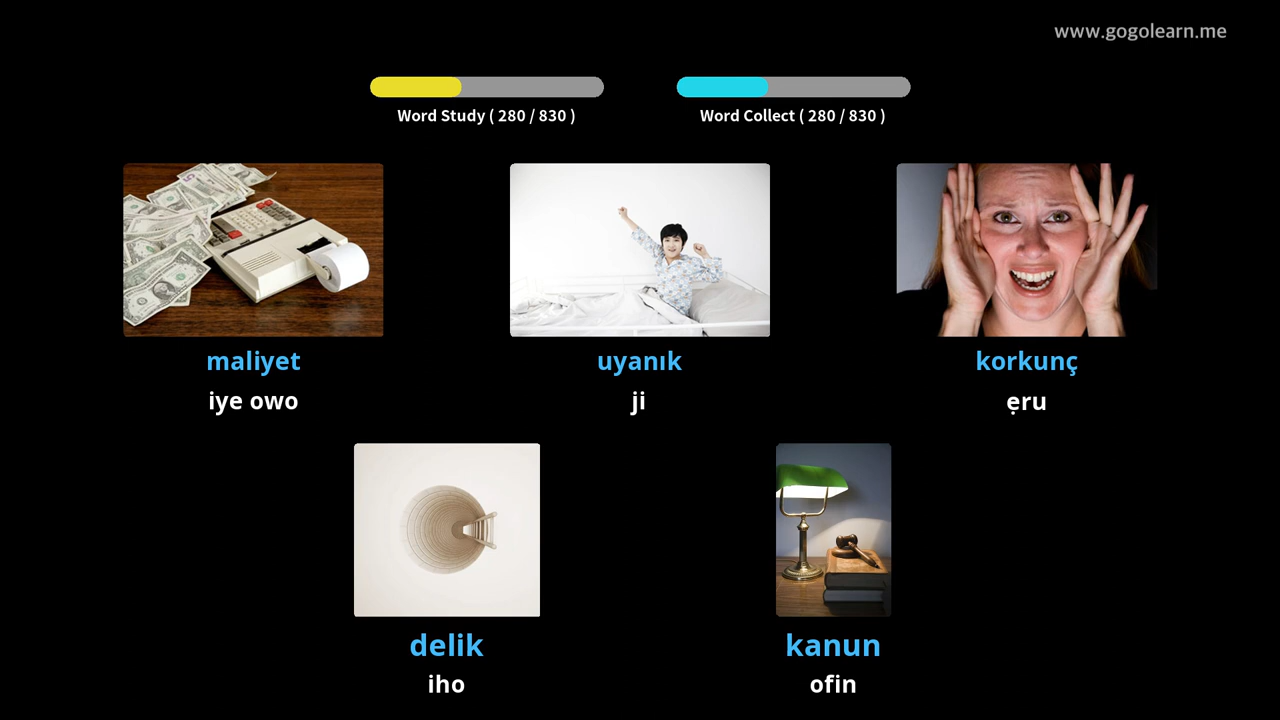 www.gogolearn.me
Word Study ( 280 / 830 )
Word Collect ( 280 / 830 )
maliyet
iye owo
uyanık
ji
korkunç
ẹru
delik
iho
kanun
ofin